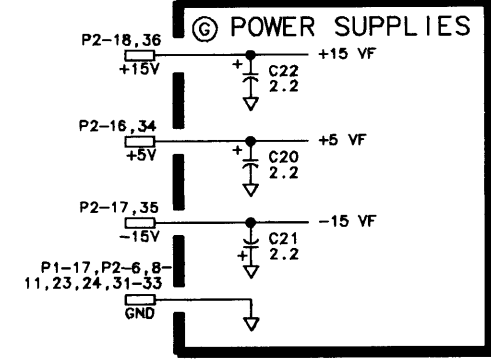 G POWER SUPPLIES
P2-18,36
+15V
+15 VF
+
C22
2.2
P2-16,34
+5V
+5 VF
+
C20
2.2
P2-17,35
-15V
-15 VF
+
C21
2.2
P1-17,P2-6,8-
11,23,24,31-33
GND